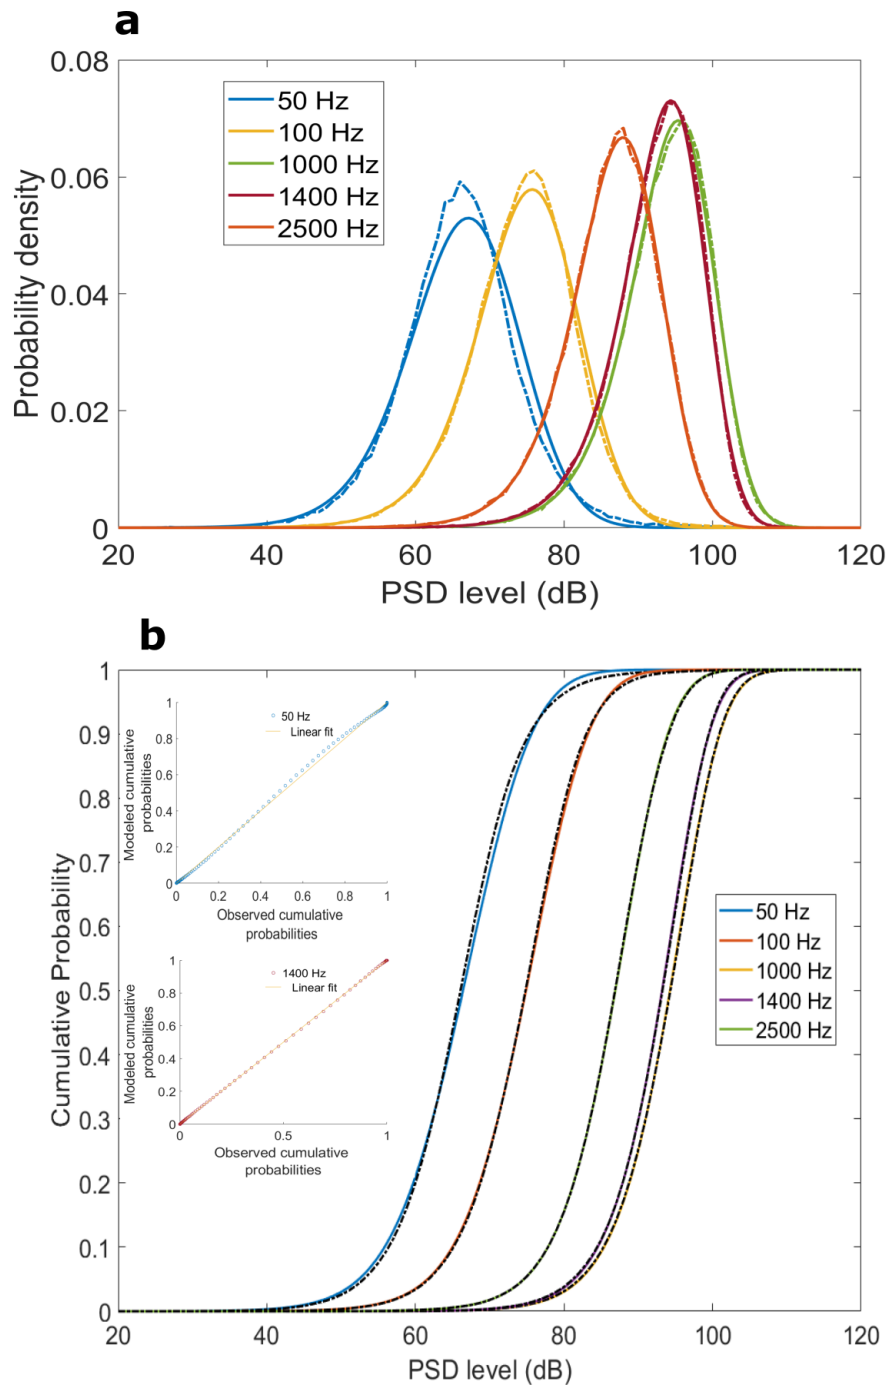 a
0.08
0.06
0.04
0.02
0
Probability density
50 Hz
100 Hz
1000 Hz
1400 Hz
2500 Hz
20 40 60 80 100 120
PSD level (dB)
b
1
0.9
0.8
0.7
0.6
0.5
0.4
0.3
0.2
0.1
0
Cumulative Probability
1
0.8
0.6
0.4
0.2
0
Modeled cumulative
probabilities
50 Hz
Linear fit
0 0.2 0.4 0.6 0.8 1
Observed cumulative
probabilities
1
0.8
0.6
0.4
0.2
0
Modeled cumulative
probabilities
1400 Hz
Linear fit
0 0.5 1
Observed cumulative
probabilities
50 Hz
100 Hz
1000 Hz
1400 Hz
2500 Hz
20 40 60 80 100 120
PSD level (dB)